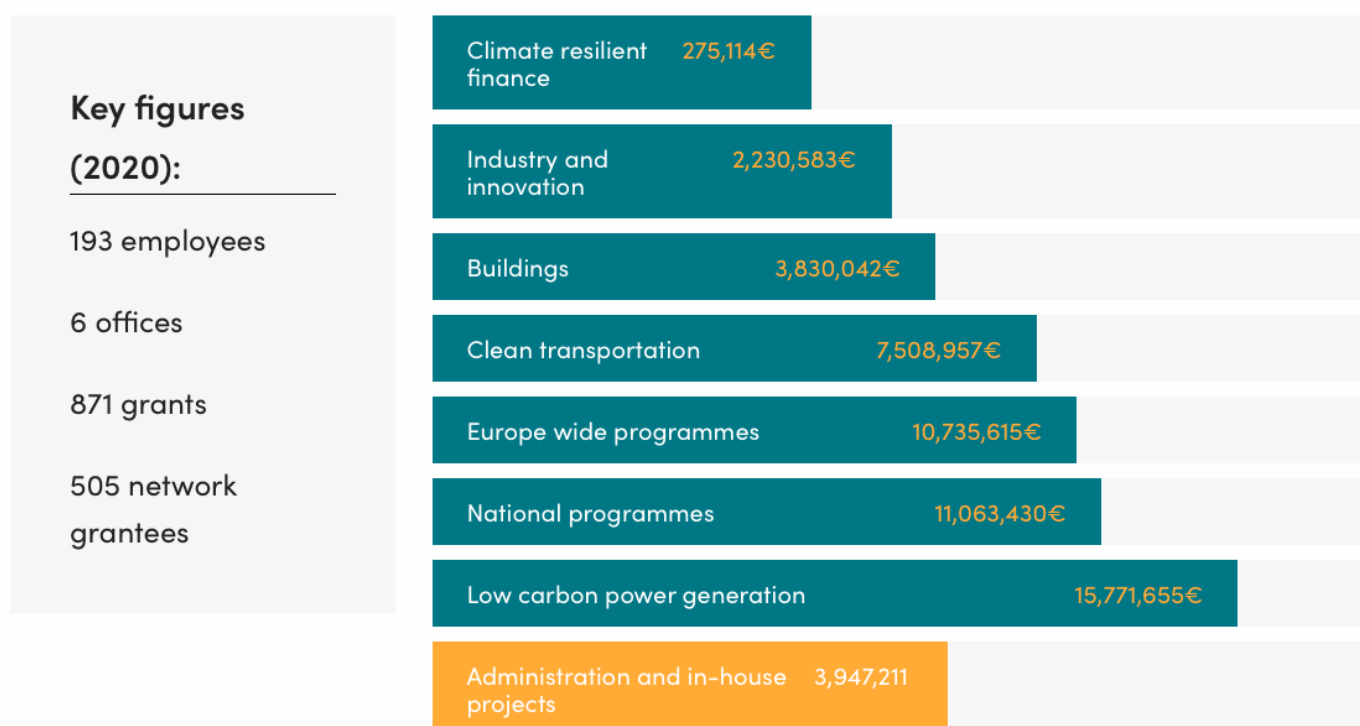 Key figures
(2020):
193 employees
6 offices
871 grants
505 network
grantees
Climate resilient 275,114€
finance
Industry and 2,230,583€
innovation
Buildings 3,830,042€
Clean transportation 7,508,957€
Europe wide programmes 10,735,615€
National programmes 11,063,430€
Low carbon power generation 15,771,655€
Administration and in-house 3,947,211
projects